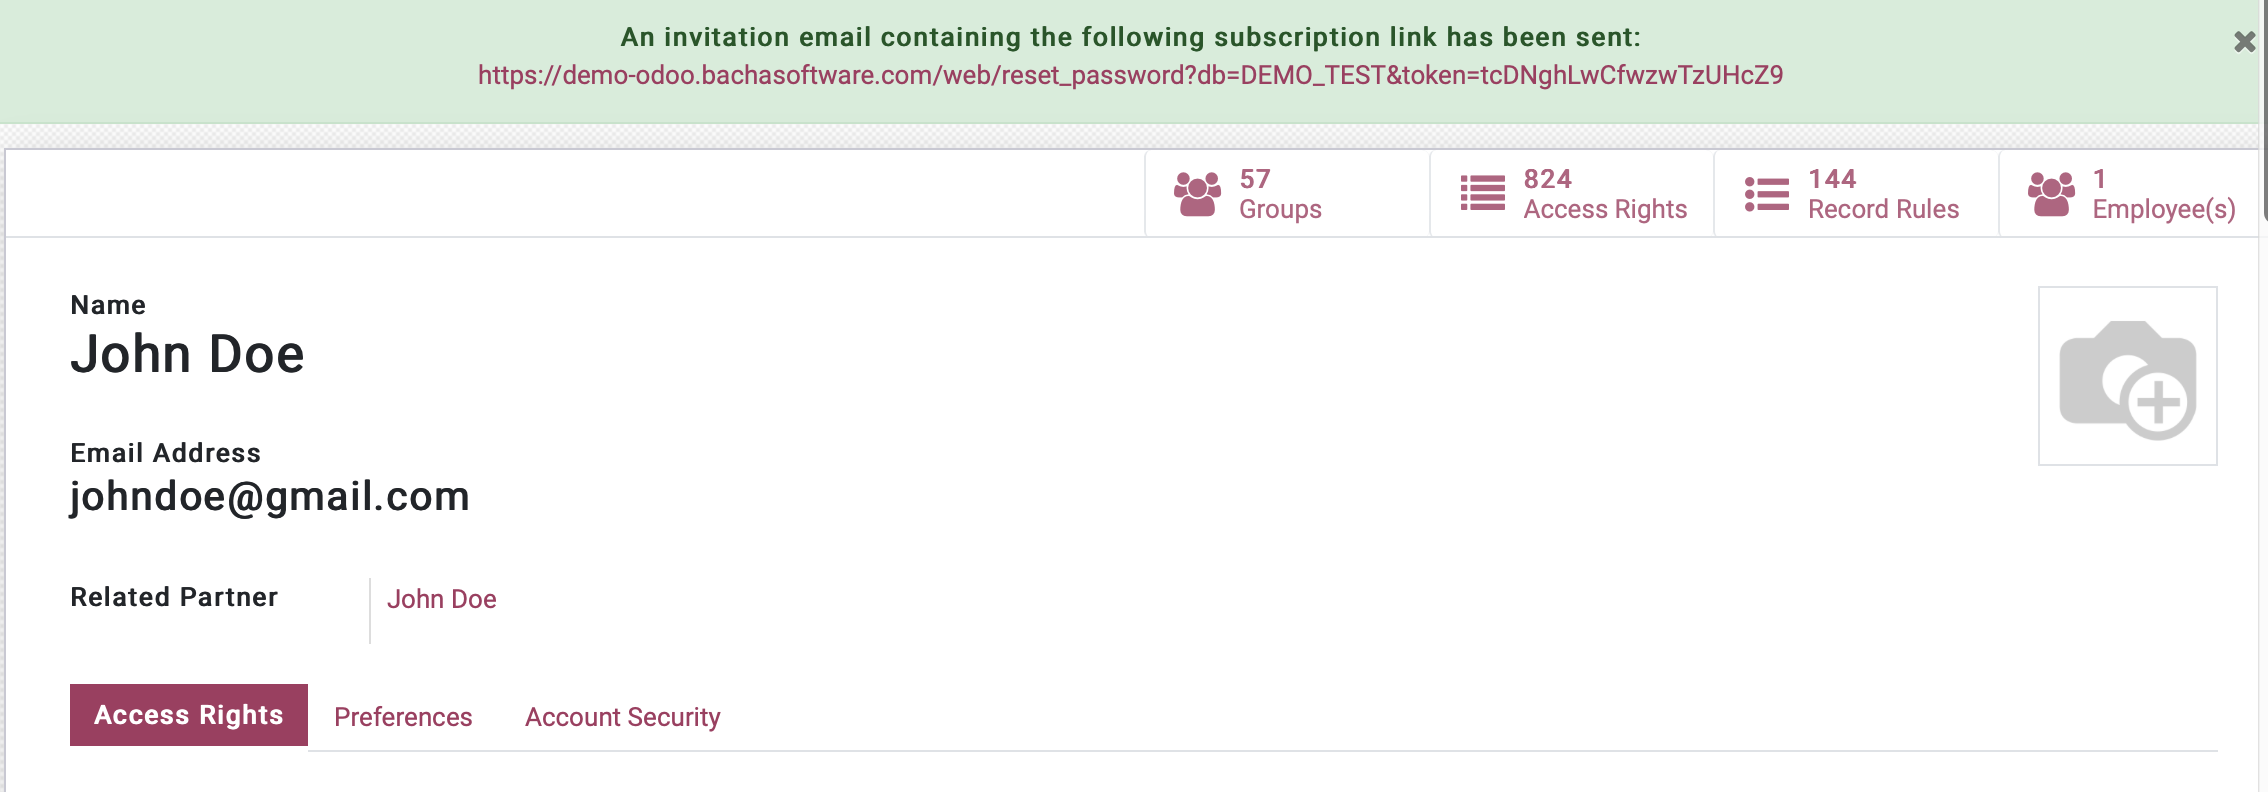 An invitation email containing the following subscription link has been sent:
https://demo-odoo.bachasoftware.com/web/reset_password?db=DEMO_TEST&token=tcDNghLwCfwzwTzUHcZ9
57
Groups
824
Access Rights
144
Record Rules
1
Employee(s)
Name
John Doe
Email Address
johndoe@gmail.com
Related Partner John Doe
Access Rights Preferences Account Security